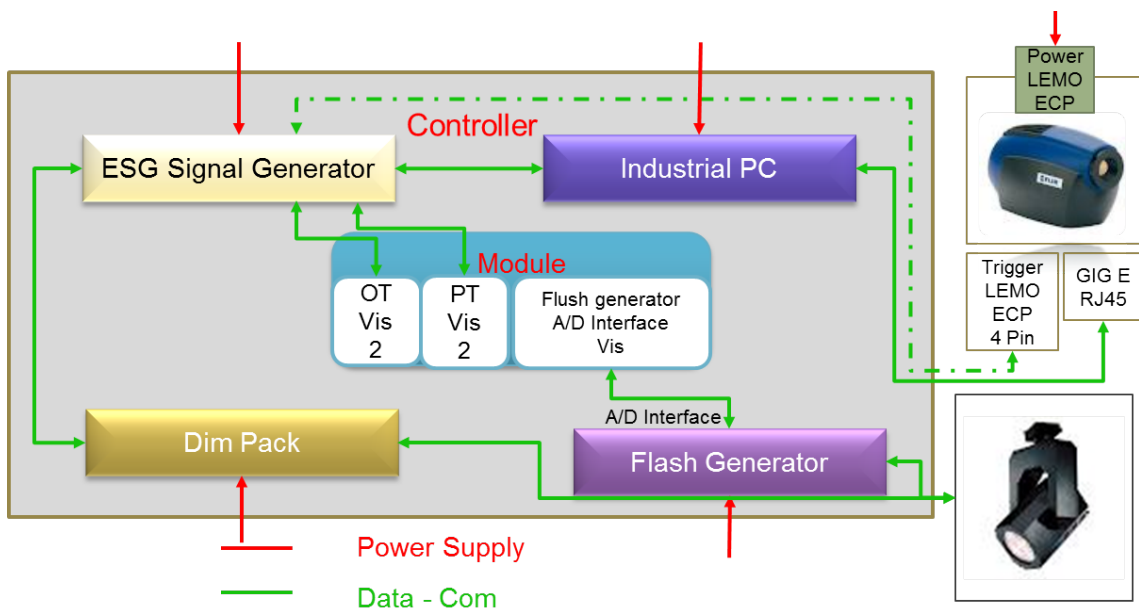 Power
LEMO
ECP
Controller
ESG Signal Generator
Industrial PC
Module
OT
Vis
2
PT
Vis
2
Flush generator
A/D Interface
Vis
Trigger
LEMO
ECP
4 Pin
GIG E
RJ45
A/D Interface
Dim Pack
Flash Generator
Power Supply
Data - Com